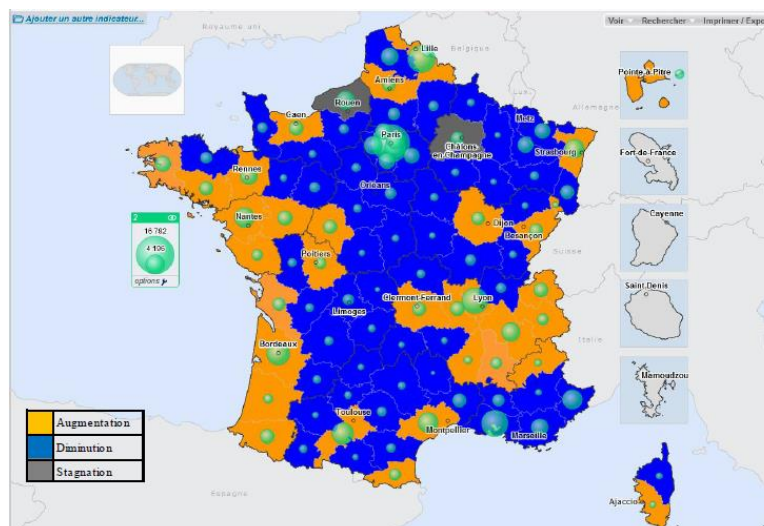 Ajouter un autre indicateur...
Voir
Rechercher
Imprimer / Expo
Royaume uni
Belgique
Lux.
Allemagne
Suisse
Italie
Espagne
Lille
Amiens
Rouen
Caen
Paris
Châlons-
en-Champagne
Metz
Strasbourg
Rennes
Orléans
Nantes
Dijon
Besançon
Poitiers
Limoges
Clermont-Ferrand
Lyon
Bordeaux
Toulouse
Montpellier
Marseille
Ajaccio
Pointe-à-Pitre
Fort-de-France
Cayenne
Saint-Denis
Mamoudzou
2
16 782
4 196
options
Augmentation
Diminution
Stagnation